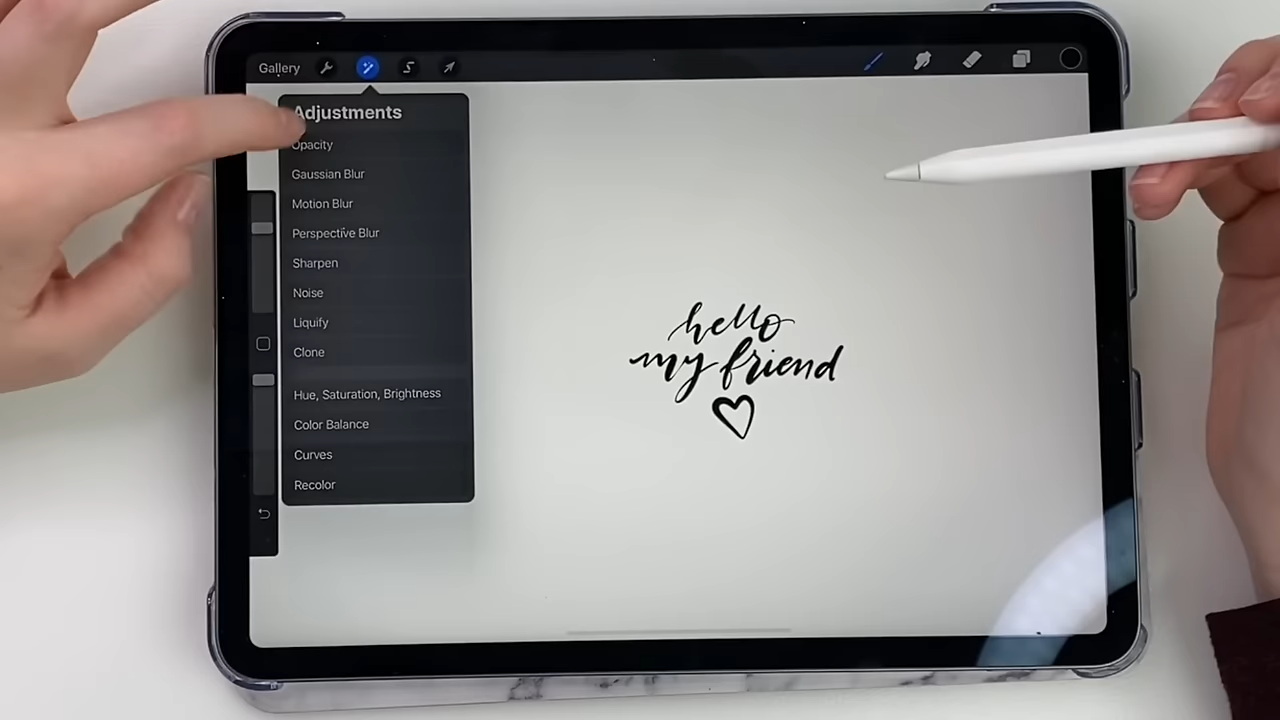 Gallery
Adjustments
Opacity
Gaussian Blur
Motion Blur
Perspective Blur
Sharpen
Noise
Liquify
Clone
Hue, Saturation, Brightness
Color Balance
Curves
Recolor
hello
my friend